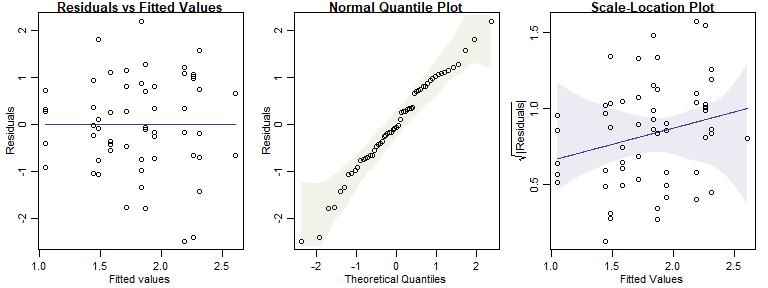 Residuals vs Fitted Values
Residuals
2
1
0
-1
-2
1.0 1.5 2.0 2.5
Fitted values
Normal Quantile Plot
Residuals
2
1
0
-1
-2
-2 -1 0 1 2
Theoretical Quantiles
Scale-Location Plot
√|Residuals|
1.5
1.0
0.5
1.0 1.5 2.0 2.5
Fitted Values